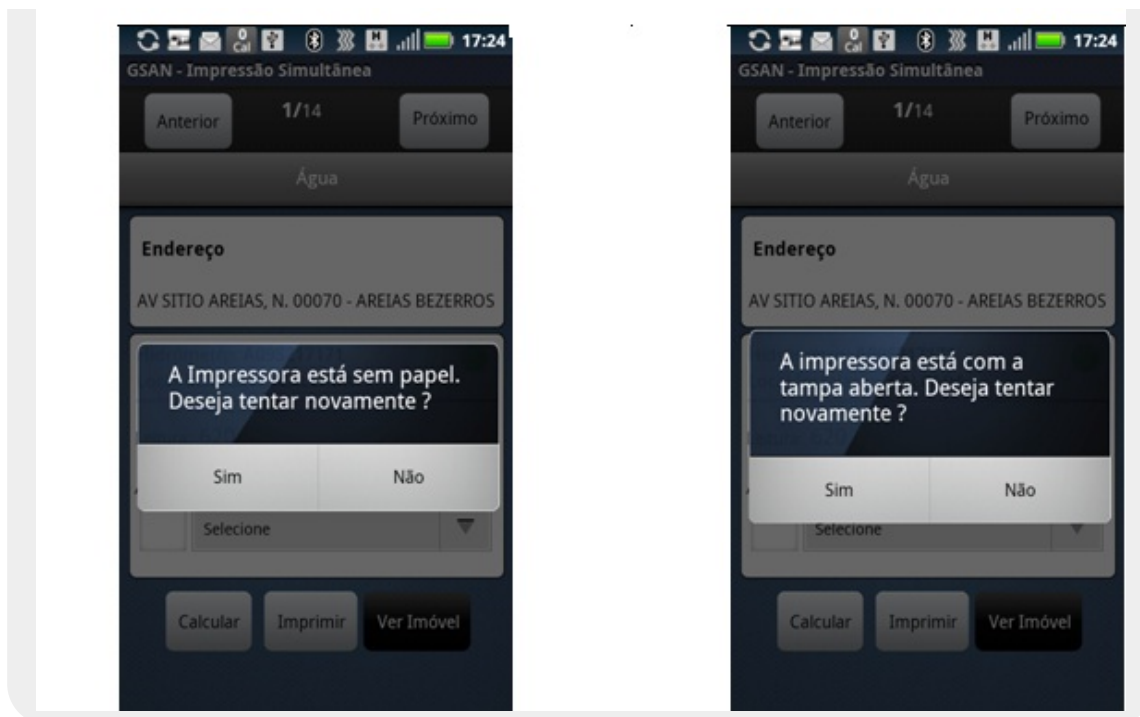 17:24
GSAN - Impressão Simultânea
Anterior
1/14
Próximo
Água
Endereço
AV SITIO AREIAS, N. 00070 - AREIAS BEZERROS
A Impressora está sem papel.
Deseja tentar novamente ?
Sim
Não
Selecione
Calcular
Imprimir
Ver Imóvel
17:24
GSAN - Impressão Simultânea
Anterior
1/14
Próximo
Água
Endereço
AV SITIO AREIAS, N. 00070 - AREIAS BEZERROS
A impressora está com a
tampa aberta. Deseja tentar
novamente ?
Sim
Não
Selecione
Calcular
Imprimir
Ver Imóvel